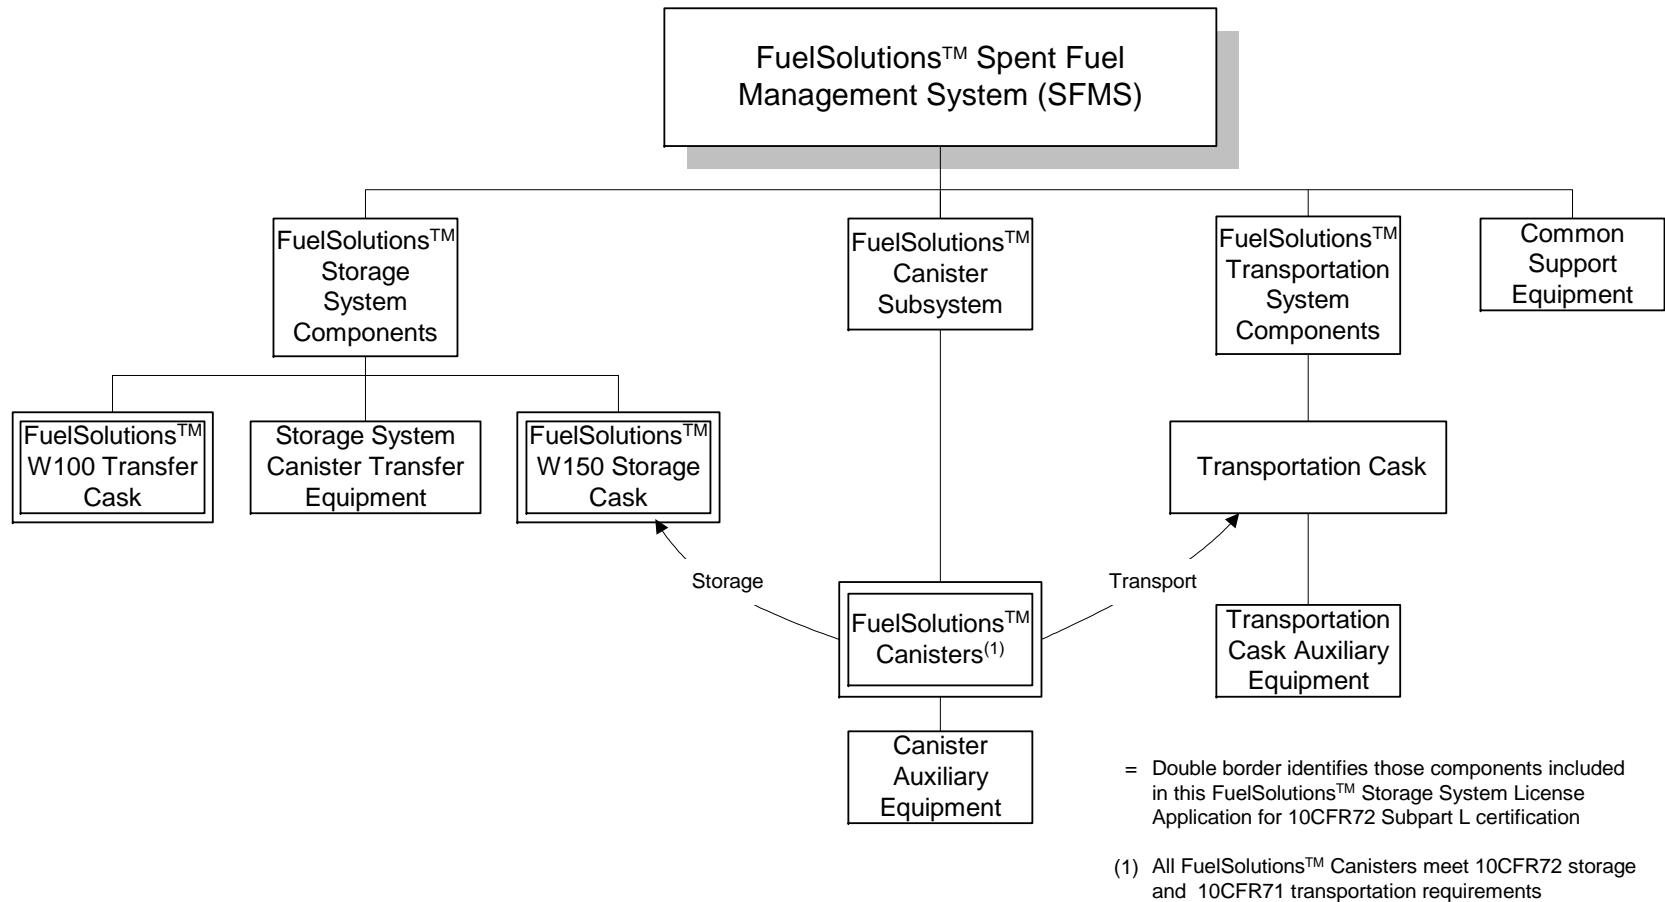 FuelSolutions™ Spent Fuel
Management System (SFMS)
FuelSolutions™
Storage
System
Components
FuelSolutions™
Canister
Subsystem
FuelSolutions™
Transportation
System
Components
Common
Support
Equipment
FuelSolutions™
W100 Transfer
Cask
Storage System
Canister Transfer
Equipment
FuelSolutions™
W150 Storage
Cask
Transportation Cask
Storage
Transport
FuelSolutions™
Canisters(1)
Transportation
Cask Auxiliary
Equipment
Canister
Auxiliary
Equipment
= Double border identifies those components included
in this FuelSolutions™ Storage System License
Application for 10CFR72 Subpart L certification
(1) All FuelSolutions™ Canisters meet 10CFR72 storage
and 10CFR71 transportation requirements